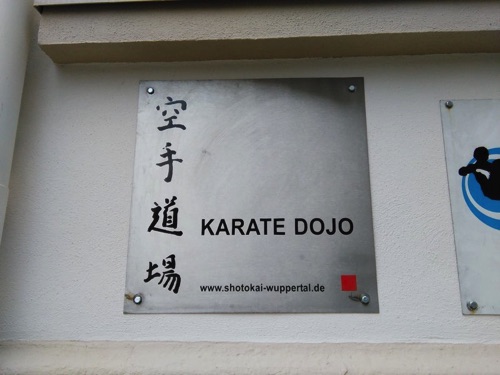 空手道場
KARATE DOJO
www.shotokai-wuppertal.de